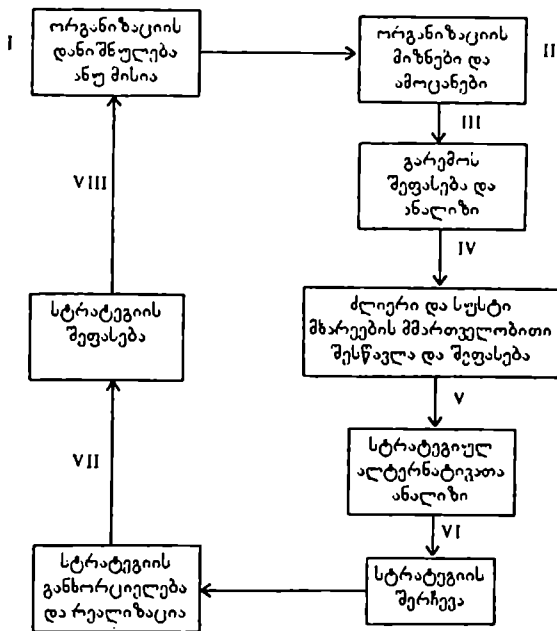 I
ორგანიზაციის
დანიშნულება
ანუ მისია
ორგანიზაციის
მიზნები და
ამოცანები
II
III
გარემოს
შეფასება და
ანალიზი
IV
ძლიერი და სუსტი
მხარეების მმართველობითი
შესწავლა და შეფასება
V
სტრატეგიულ
ალტერნატივათა
ანალიზი
VI
სტრატეგიის
შერჩევა
სტრატეგიის
განხორციელება
და რეალიზაცია
VII
სტრატეგიის
შეფასება
VIII